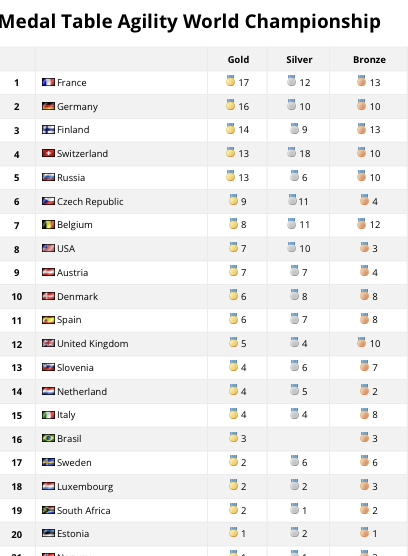 Medal Table Agility World Championship
Gold Silver Bronze
1 France 17 12 13
2 Germany 16 10 10
3 Finland 14 9 13
4 Switzerland 13 18 10
5 Russia 13 6 10
6 Czech Republic 9 11 4
7 Belgium 8 11 12
8 USA 7 10 3
9 Austria 7 7 4
10 Denmark 6 8 8
11 Spain 6 7 8
12 United Kingdom 5 4 10
13 Slovenia 4 6 7
14 Netherland 4 5 2
15 Italy 4 4 8
16 Brasil 3 3
17 Sweden 2 6 6
18 Luxembourg 2 2 3
19 South Africa 2 1 2
20 Estonia 1 2 1